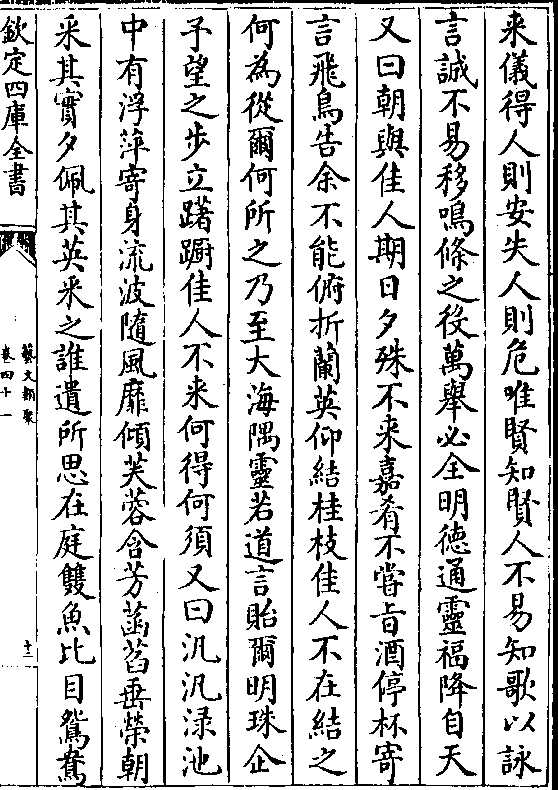 来儀得人則安失人則危唯賢知賢人不易知歌以詠
言誠不易移鳴條之役萬舉必全明德通靈福降自天
又曰朝與佳人期日夕殊不来嘉肴不嘗旨酒停杯寄
言飛鳥告余不能俯折蘭英仰結桂枝佳人不在結之
何為從爾何所之乃至大海隅靈若道言貽爾明珠企
予望之步立躇躕佳人不来何得何須又曰汎汎渌池
中有浮萍寄身流波隨風靡傾芙蓉含芳菡萏垂榮朝
采其實夕佩其英采之誰遺所思在庭雙魚比目鴛鴦
欽定四庫全書
藝文類聚
卷四十一
十二